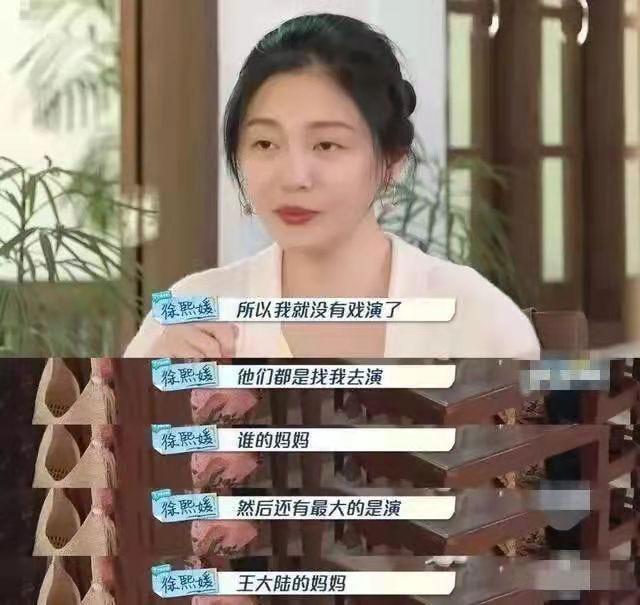 徐熙媛 所以我就没有戏演了
徐熙媛 他们都是找我去演
徐熙媛 谁的妈妈
徐熙媛 然后还有最大的是演
徐熙媛 王大陆的妈妈